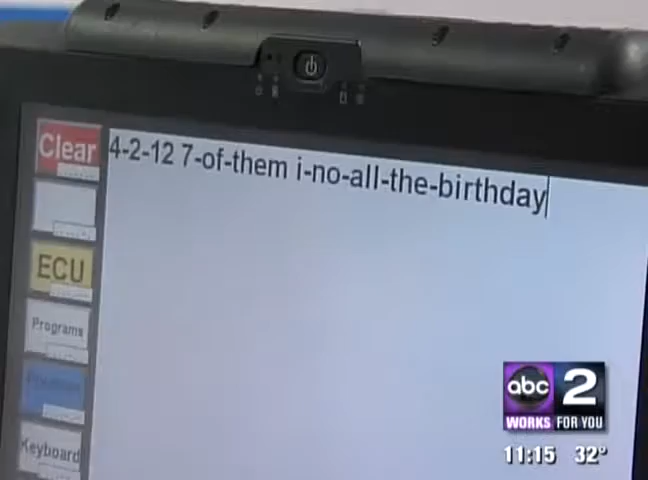 Clear
4-2-12 7-of-them i-no-all-the-birthday
ECU
Programs
Keyboard
abc 2
WORKS FOR YOU
11:15 32°